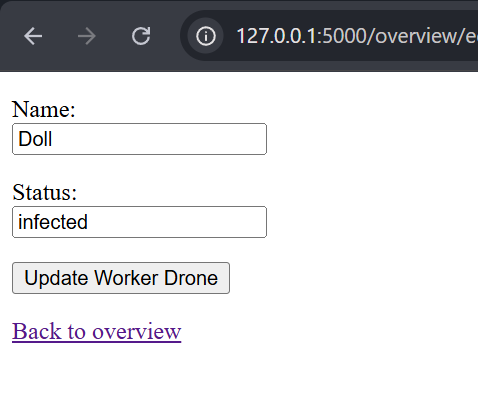 127.0.0.1:5000/overview/e
Name:
Doll
Status:
infected
Update Worker Drone
Back to overview